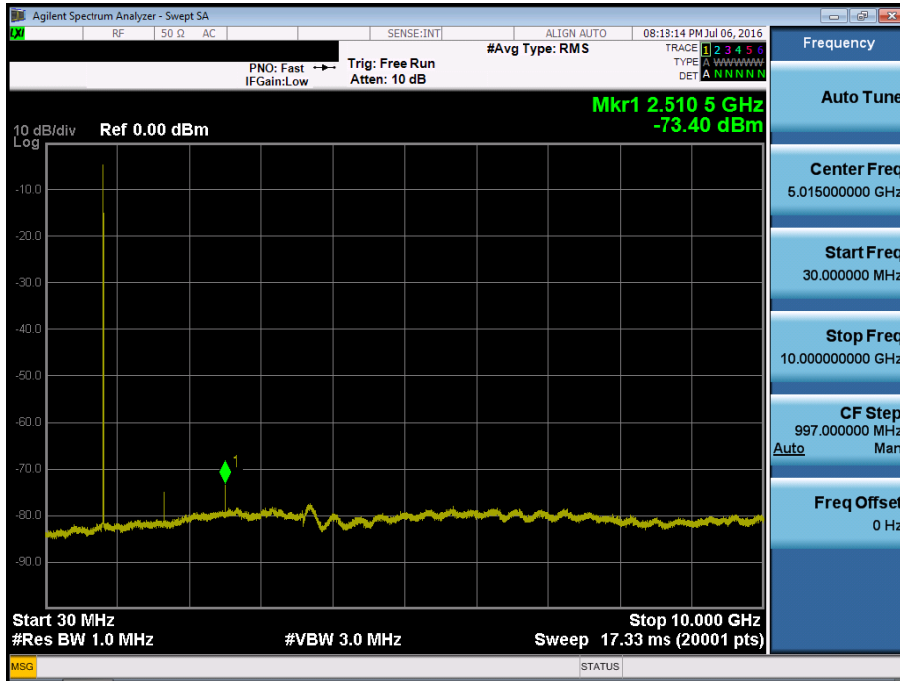 Agilent Spectrum Analyzer - Swept SA
LXI RF 50 Ω AC SENSE:INT ALIGN AUTO 08:13:14 PM Jul 06, 2016
#Avg Type: RMS
TRACE 1 2 3 4 5 6
TYPE A WWWWW
DET A N N N N N
PNO: Fast Trig: Free Run
IFGain:Low Atten: 10 dB
Mkr1 2.510 5 GHz
-73.40 dBm
10 dB/div Ref 0.00 dBm
Log
-10.0
-20.0
-30.0
-40.0
-50.0
-60.0
1
-70.0
-80.0
-90.0
Start 30 MHz Stop 10.000 GHz
#Res BW 1.0 MHz #VBW 3.0 MHz Sweep 17.33 ms (20001 pts)
MSG STATUS
Frequency
Auto Tune
Center Freq
5.015000000 GHz
Start Freq
30.000000 MHz
Stop Freq
10.000000000 GHz
CF Step
997.000000 MHz
Auto Man
Freq Offset
0 Hz